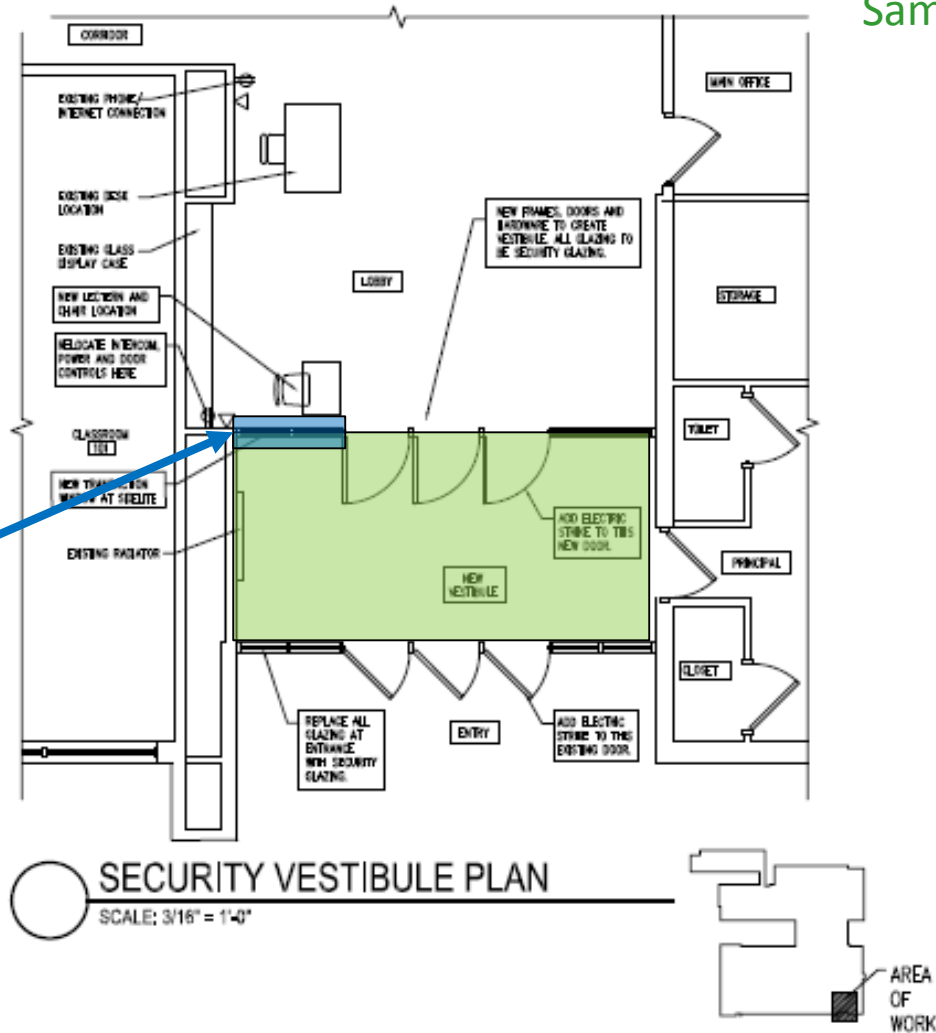 Sam
CORRIDOR
MAIN OFFICE
EXISTING PHONE/
INTERNET CONNECTION
EXISTING DESK
LOCATION
NEW FRAMES, DOORS AND
HARDWARE TO CREATE
VESTIBULE. ALL GLAZING TO
BE SECURITY GLAZING.
EXISTING GLASS
DISPLAY CASE
LOBBY
STORAGE
NEW LECTERN AND
CHAIR LOCATION
RELOCATE INTERCOM,
POWER AND DOOR
CONTROLS HERE
CLASSROOM
101
TOILET
NEW TRANSACTION
WINDOW AT SIDELITE
ADD ELECTRIC
STRIKE TO THIS
NEW DOOR.
EXISTING RADIATOR
PRINCIPAL
NEW
VESTIBULE
CLOSET
REPLACE ALL
GLAZING AT
ENTRANCE
WITH SECURITY
GLAZING.
ENTRY
ADD ELECTRIC
STRIKE TO THIS
EXISTING DOOR.
SECURITY VESTIBULE PLAN
SCALE: 3/16" = 1'-0"
AREA
OF
WORK